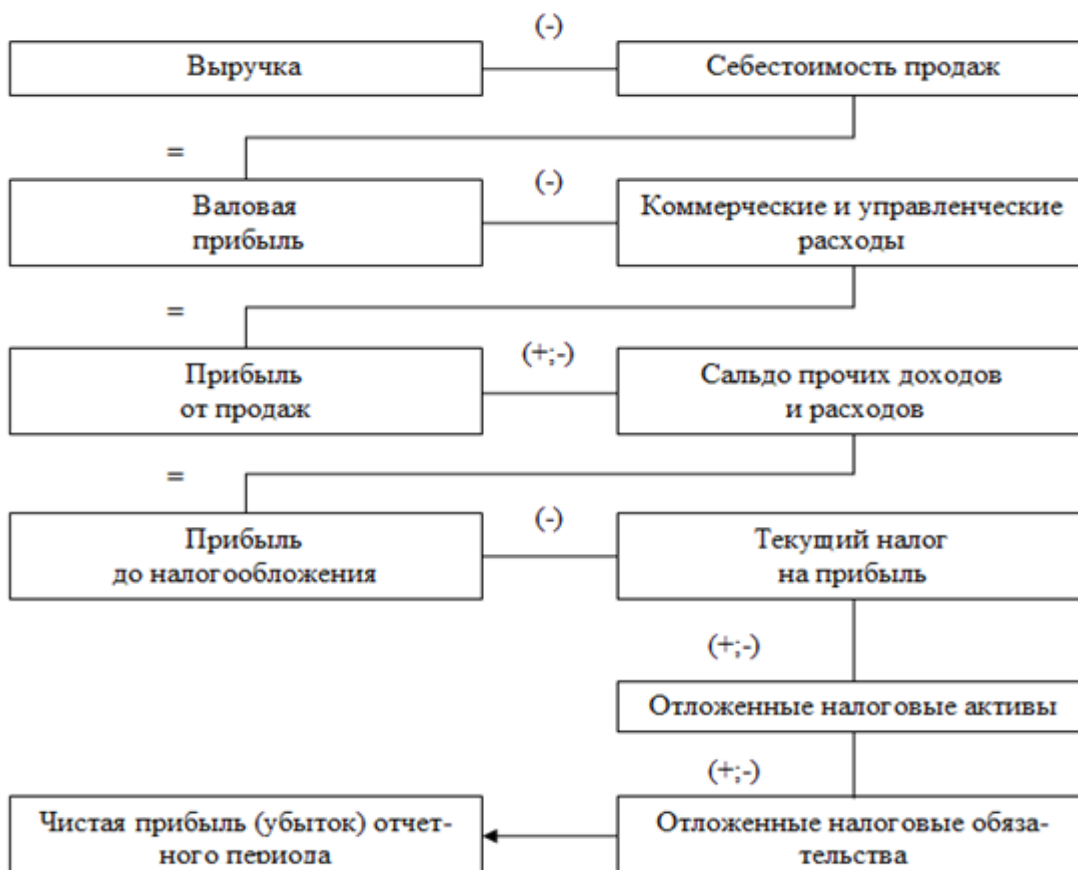 (-)
Выручка
Себестоимость продаж
=
(-)
Валовая
прибыль
Коммерческие и управленческие
расходы
=
(+;-)
Прибыль
от продаж
Сальдо прочих доходов
и расходов
=
(-)
Прибыль
до налогообложения
Текущий налог
на прибыль
(+;-)
Отложенные налоговые активы
(+;-)
Чистая прибыль (убыток) отчет-
ного периода
Отложенные налоговые обяза-
тельства